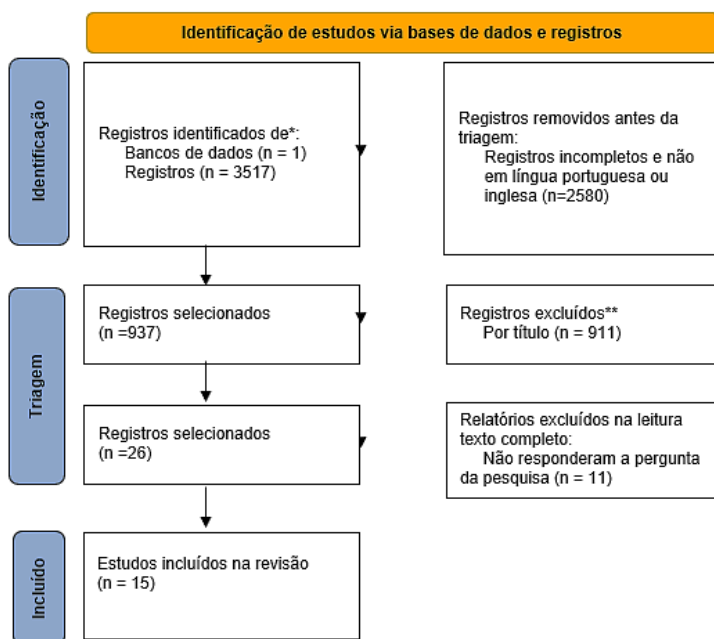 Identificação de estudos via bases de dados e registros
Identificação
Registros identificados de*:
Bancos de dados (n = 1)
Registros (n = 3517)
Registros removidos antes da
triagem:
Registros incompletos e não
em língua portuguesa ou
inglesa (n=2580)
Triagem
Registros selecionados
(n =937)
Registros excluídos**
Por título (n = 911)
Registros selecionados
(n =26)
Relatórios excluídos na leitura
texto completo:
Não responderam a pergunta
da pesquisa (n = 11)
Incluído
Estudos incluídos na revisão
(n = 15)